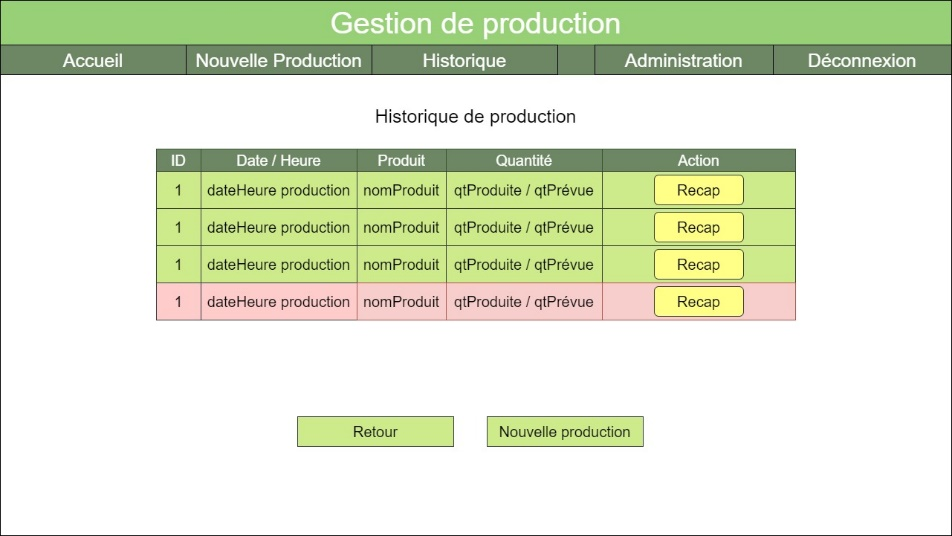 Gestion de production
Accueil Nouvelle Production Historique Administration Déconnexion
Historique de production
ID Date / Heure Produit Quantité Action
1 dateHeure production nomProduit qtProduite / qtPrévue Recap
1 dateHeure production nomProduit qtProduite / qtPrévue Recap
1 dateHeure production nomProduit qtProduite / qtPrévue Recap
1 dateHeure production nomProduit qtProduite / qtPrévue Recap
Retour Nouvelle production